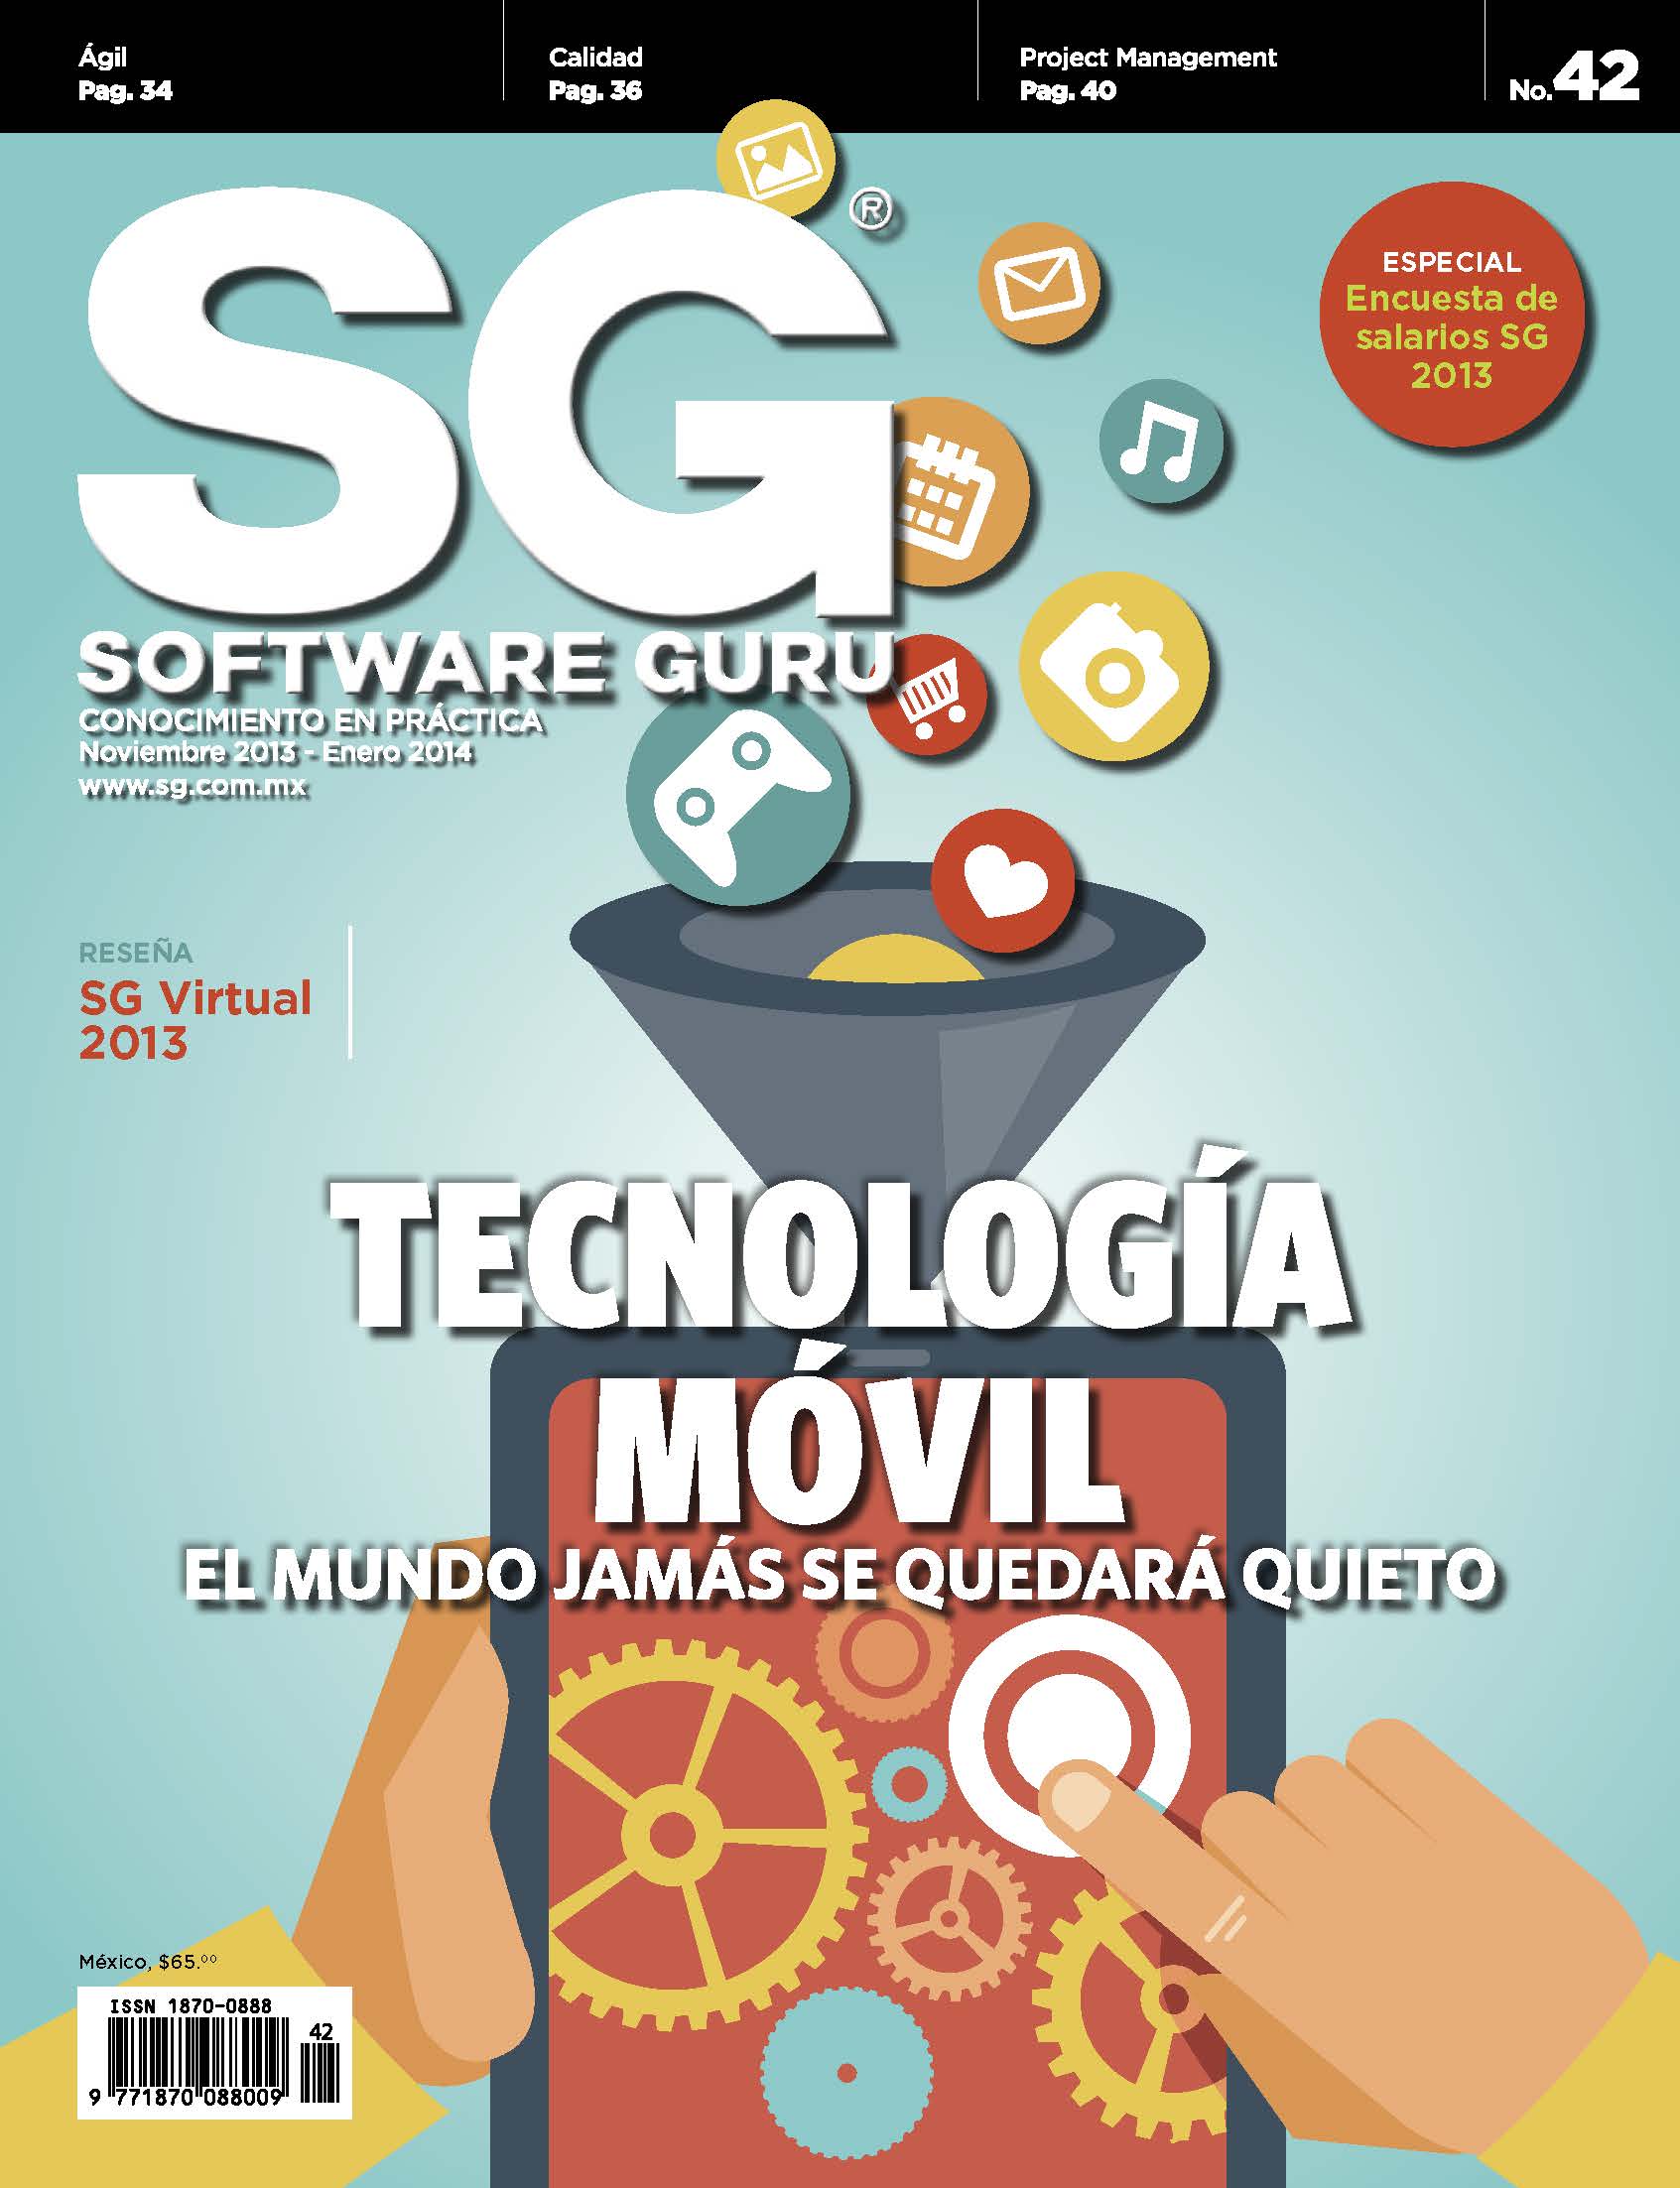 Ágil
Pag. 34
Calidad
Pag. 36
Project Management
Pag. 40
No.42
SG®
SOFTWARE GURU
CONOCIMIENTO EN PRÁCTICA
Noviembre 2013 - Enero 2014
www.sg.com.mx
ESPECIAL
Encuesta de
salarios SG
2013
RESEÑA
SG Virtual
2013
TECNOLOGÍA
MÓVIL
EL MUNDO JAMÁS SE QUEDARÁ QUIETO
México, $65.⁰⁰
ISSN 1870-0888
42
9 771870 088009